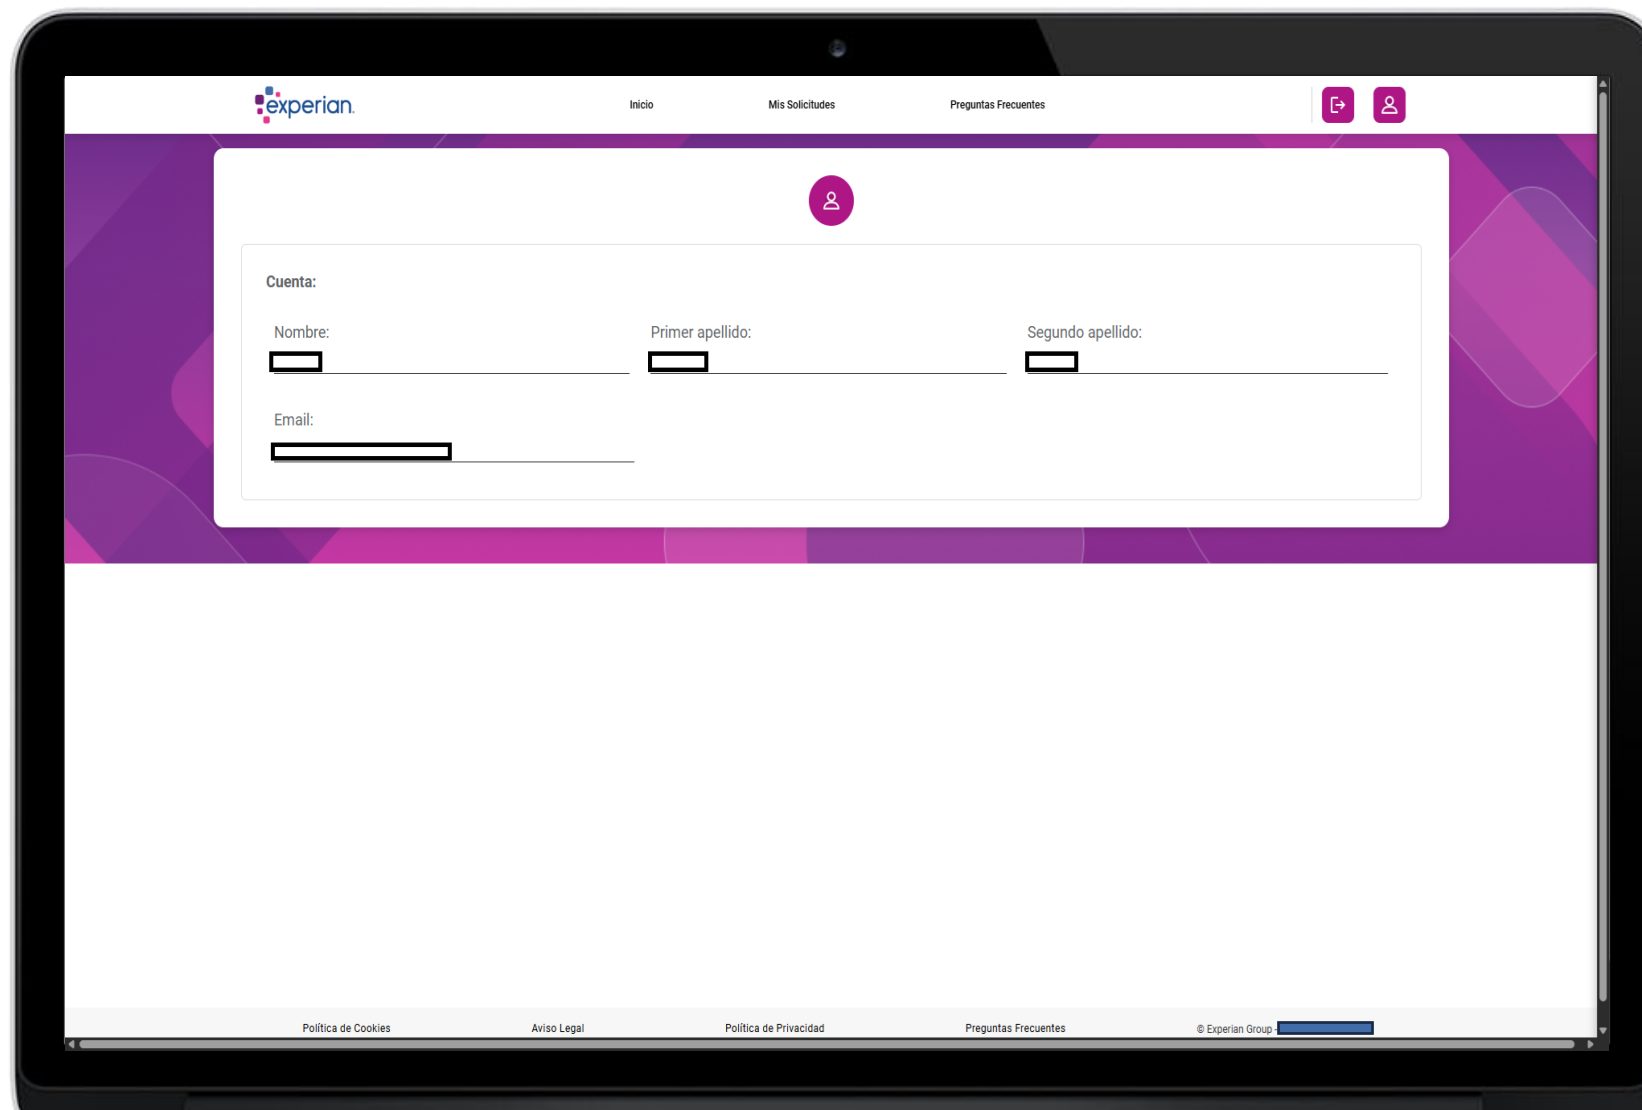 experian.
Inicio
Mis Solicitudes
Preguntas Frecuentes
Cuenta:
Nombre:
Primer apellido:
Segundo apellido:
Email:
Política de Cookies
Aviso Legal
Política de Privacidad
Preguntas Frecuentes
© Experian Group -